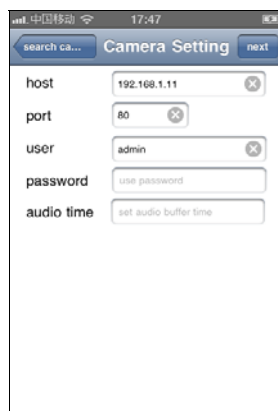 中国移动 17:47
search ca... Camera Setting next
host 192.168.1.11
port 80
user admin
password use password
audio time set audio buffer time